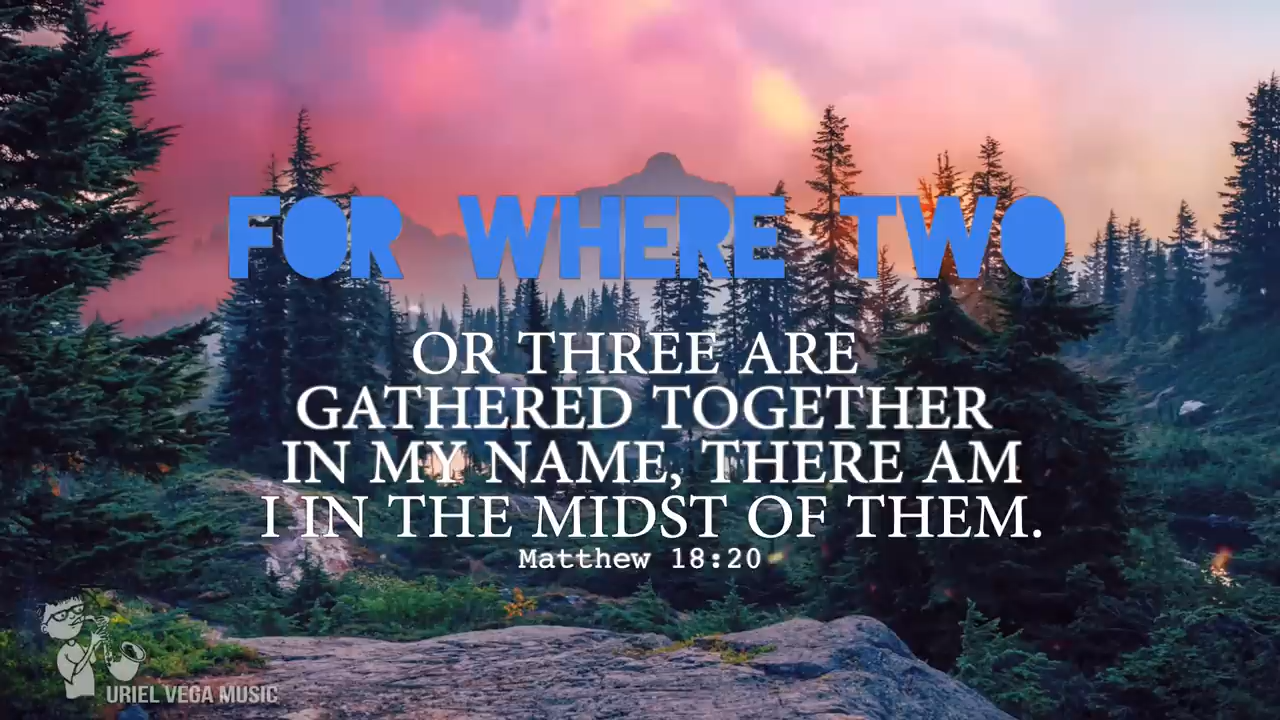 FOR WHERE TWO
OR THREE ARE
GATHERED TOGETHER
IN MY NAME, THERE AM
I IN THE MIDST OF THEM.
Matthew 18:20
URIEL VEGA MUSIC